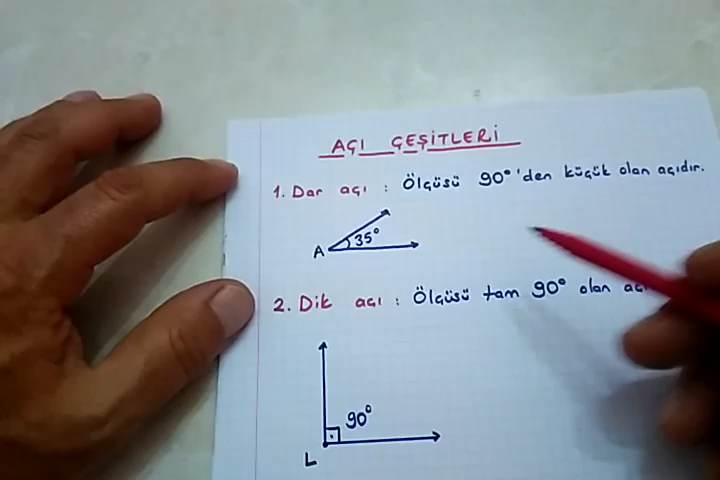 AÇI ÇEŞİTLERİ
1. Dar açı : Ölçüsü 90°'den küçük olan açıdır.
35°
A
2. Dik açı : Ölçüsü tam 90° olan
90°
L